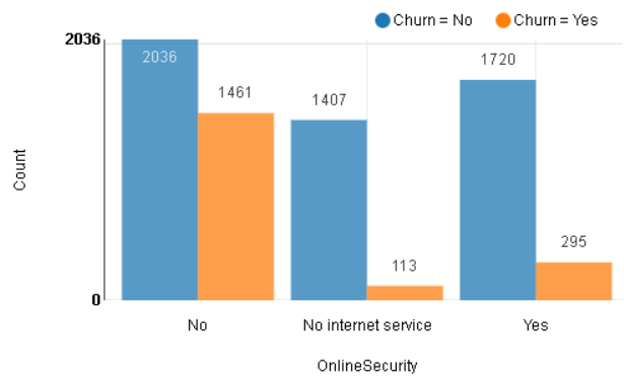 Churn = No Churn = Yes
2036
2036
1461
1407
113
1720
295
Count
0
No
No internet service
Yes
OnlineSecurity